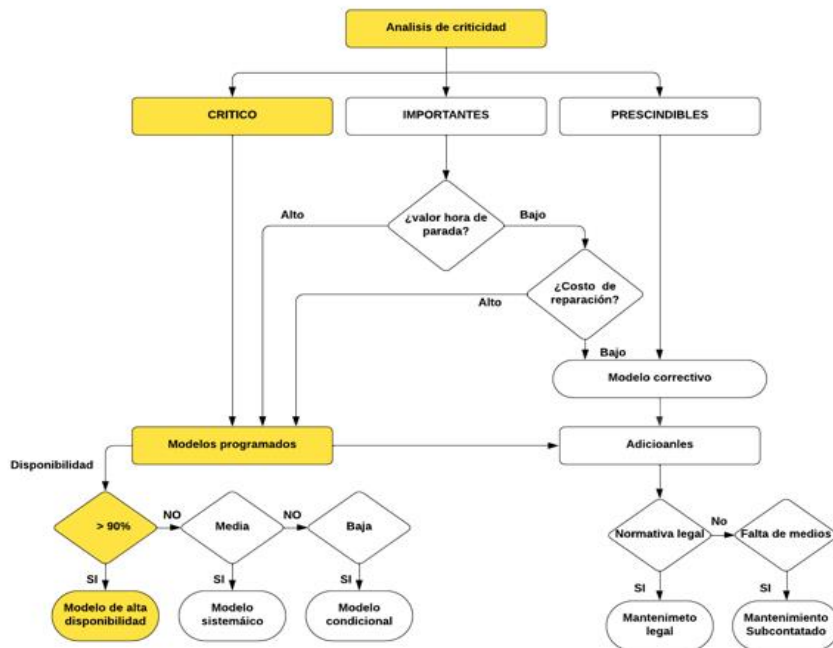 Analisis de criticidad
CRITICO
IMPORTANTES
PRESCINDIBLES
¿valor hora de
parada?
Alto
Bajo
¿Costo de
reparación?
Alto
Bajo
Modelo correctivo
Modelos programados
Adicioanles
Disponibilidad
> 90%
NO
Media
NO
Baja
Normativa legal
No
Falta de medios
SI
SI
SI
SI
SI
Modelo de alta
disponibilidad
Modelo
sistemáico
Modelo
condicional
Mantenimeto
legal
Mantenimiento
Subcontatado